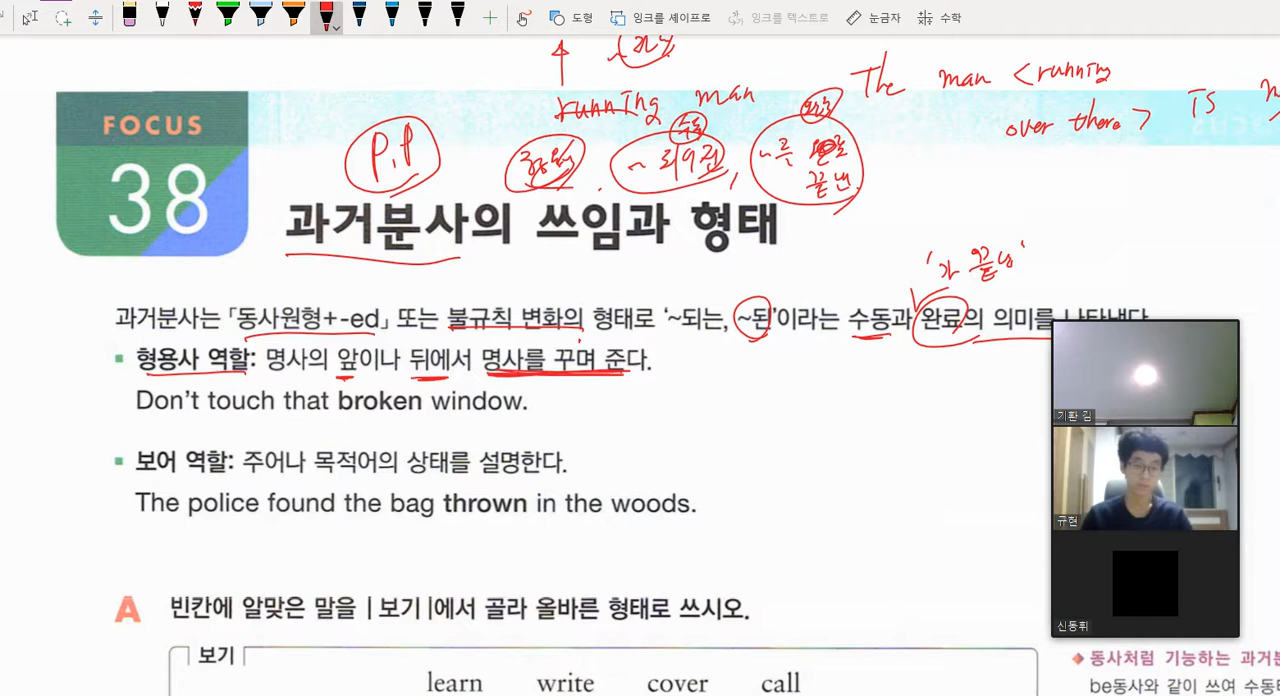 도형 잉크를 셰이프로 잉크를 텍스트로 눈금자 수학
running man
The man <running
over there> Is
P.P
FOCUS
38
과거분사의 쓰임과 형태
과거분사는 「동사원형+-ed」 또는 불규칙 변화의 형태로 '~되는, ~된'이라는 수동과 완료의 의미를 나타낸다.
형용사 역할: 명사의 앞이나 뒤에서 명사를 꾸며 준다.
Don't touch that broken window.
보어 역할: 주어나 목적어의 상태를 설명한다.
The police found the bag thrown in the woods.
A 빈칸에 알맞은 말을 |보기|에서 골라 올바른 형태로 쓰시오.
보기
learn write cover call
기환 김
규현
신동휘
동사처럼 기능하는 과거분
be동사와 같이 쓰여 수동